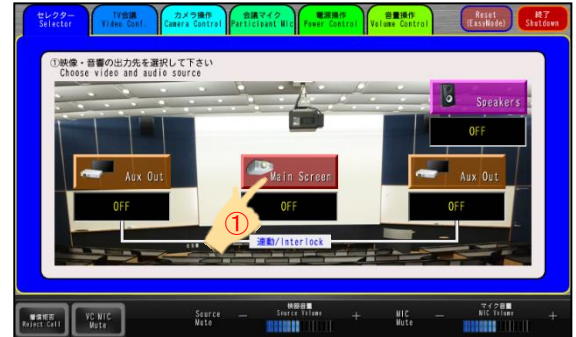 セレクター
Selector
TV会議
Video Conf.
カメラ操作
Camera Control
会議マイク
Participant Mic
電源操作
Power Control
音量操作
Volume Control
Reset
(EasyMode)
終了
Shutdown
①映像・音響の出力先を選択して下さい
Choose video and audio source
Speakers
OFF
Aux Out
OFF
Main Screen
OFF
Aux Out
OFF
①
連動/Interlock
着信拒否
Reject Call
VC MIC
Mute
Source
Mute
－
映像音量
Source Volume
＋
MIC
Mute
－
マイク音量
MIC Volume
＋